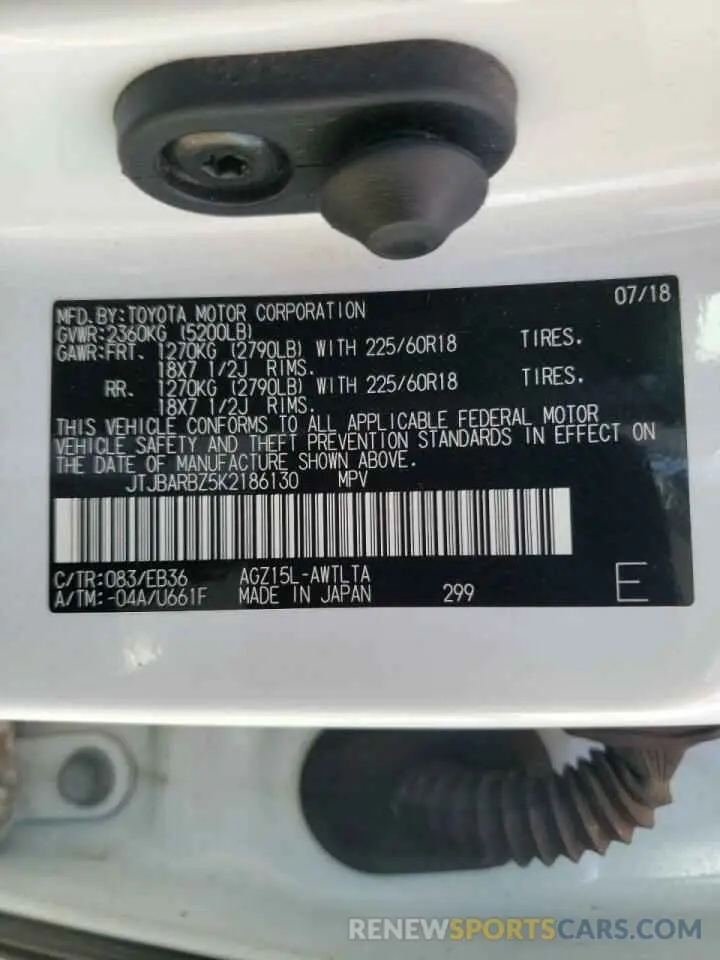 MFD. BY: TOYOTA MOTOR CORPORATION 07/18
GVWR: 2360KG (5200LB)
GAWR: FRT. 1270KG (2790LB) WITH 225/60R18 TIRES.
18X7 1/2J RIMS.
RR. 1270KG (2790LB) WITH 225/60R18 TIRES.
18X7 1/2J RIMS.
THIS VEHICLE CONFORMS TO ALL APPLICABLE FEDERAL MOTOR
VEHICLE SAFETY AND THEFT PREVENTION STANDARDS IN EFFECT ON
THE DATE OF MANUFACTURE SHOWN ABOVE.
JTJBARBZ5K2186130 MPV
C/TR: 083/EB36 AGZ15L-AWTLTA
A/TM: -04A/U661F MADE IN JAPAN 299 E
RENEWSPORTSCARS.COM